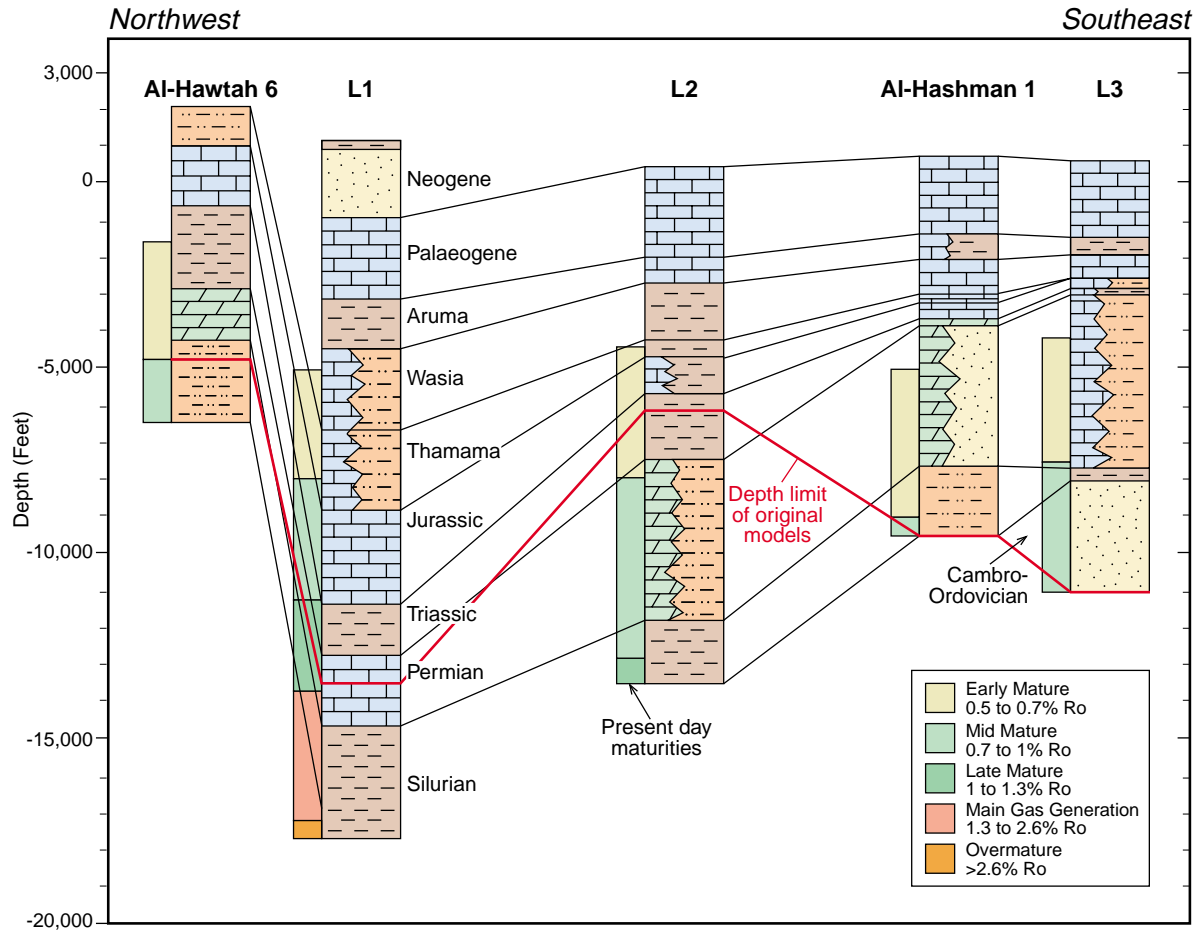 Northwest
Southeast
Al-Hawtah 6
L1
L2
Al-Hashman 1
L3
Depth (Feet)
3,000
0
-5,000
-10,000
-15,000
-20,000
Neogene
Palaeogene
Aruma
Wasia
Thamama
Jurassic
Triassic
Permian
Silurian
Depth limit
of original
models
Cambro-
Ordovician
Present day
maturities
Early Mature
0.5 to 0.7% Ro
Mid Mature
0.7 to 1% Ro
Late Mature
1 to 1.3% Ro
Main Gas Generation
1.3 to 2.6% Ro
Overmature
>2.6% Ro